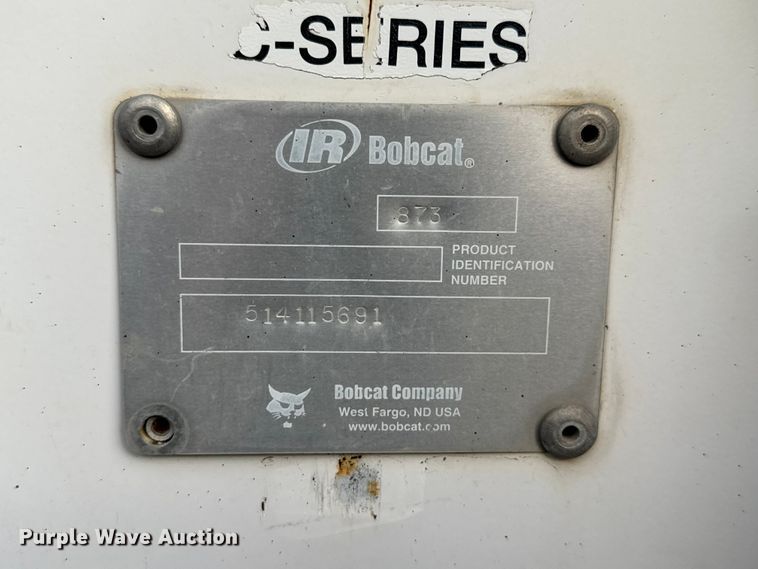 C-SERIES
IR Bobcat®
873
PRODUCT
IDENTIFICATION
NUMBER
514115691
Bobcat Company
West Fargo, ND USA
www.bobcat.com
Purple Wave Auction